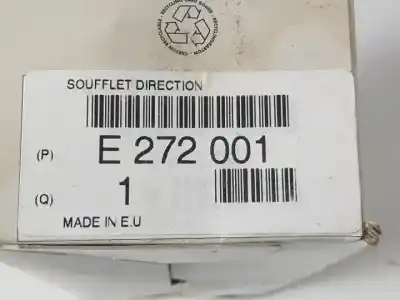 SOUFFLET DIRECTION
(P) E 272 001
(Q) 1
MADE IN E.U